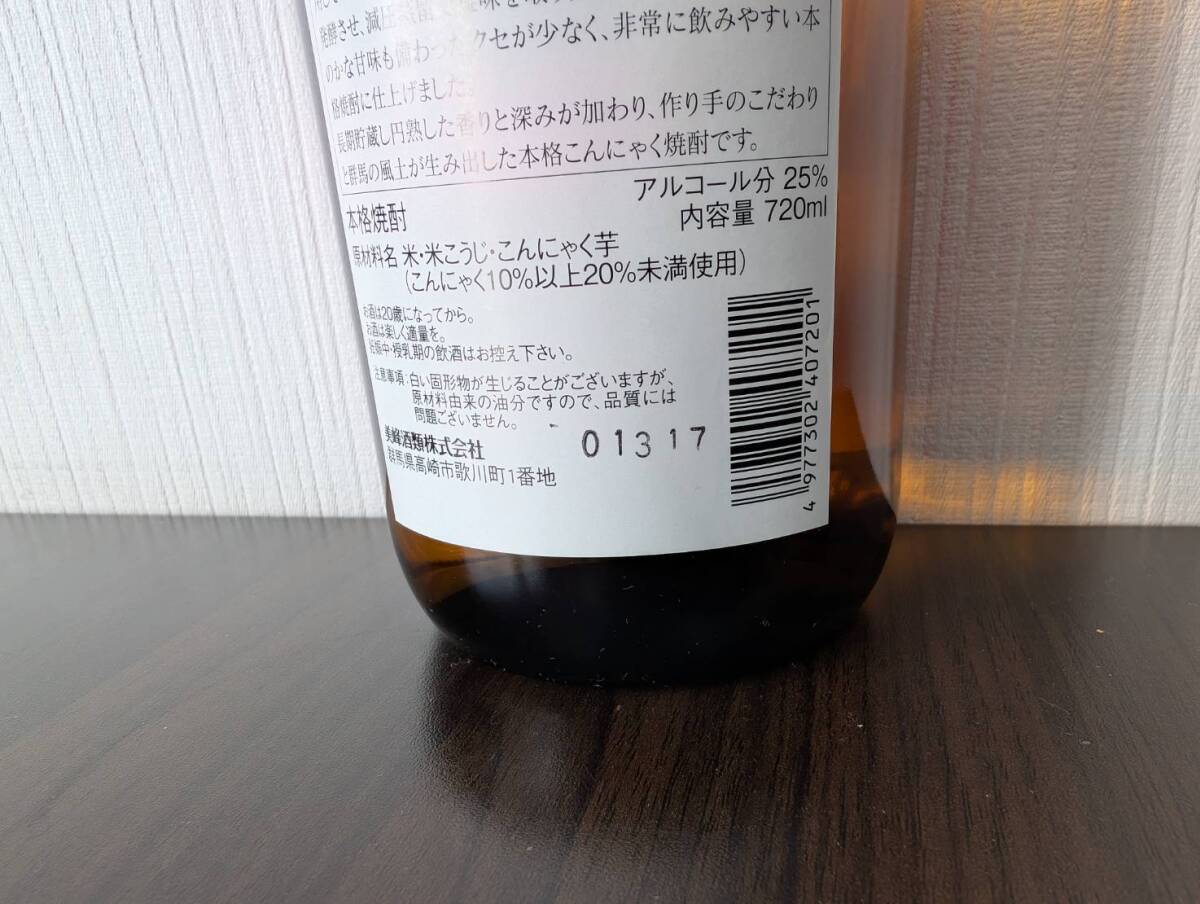 発酵させ、減圧
のかな甘味も備わったクセが少なく、非常に飲みやすい本
格焼酎に仕上げました。
長期貯蔵し円熟した香りと深みが加わり、作り手のこだわり
と群馬の風土が生み出した本格こんにゃく焼酎です。
アルコール分 25%
本格焼酎
内容量 720ml
原材料名 米・米こうじ・こんにゃく芋
(こんにゃく10%以上20%未満使用)
お酒は20歳になってから。
お酒は楽しく適量を。
妊娠中・授乳期の飲酒はお控え下さい。
注意事項:白い固形物が生じることがございますが、
原材料由来の油分ですので、品質には
問題ございません。
美峰酒類株式会社
01317
群馬県高崎市歌川町1番地
4 977302 407201